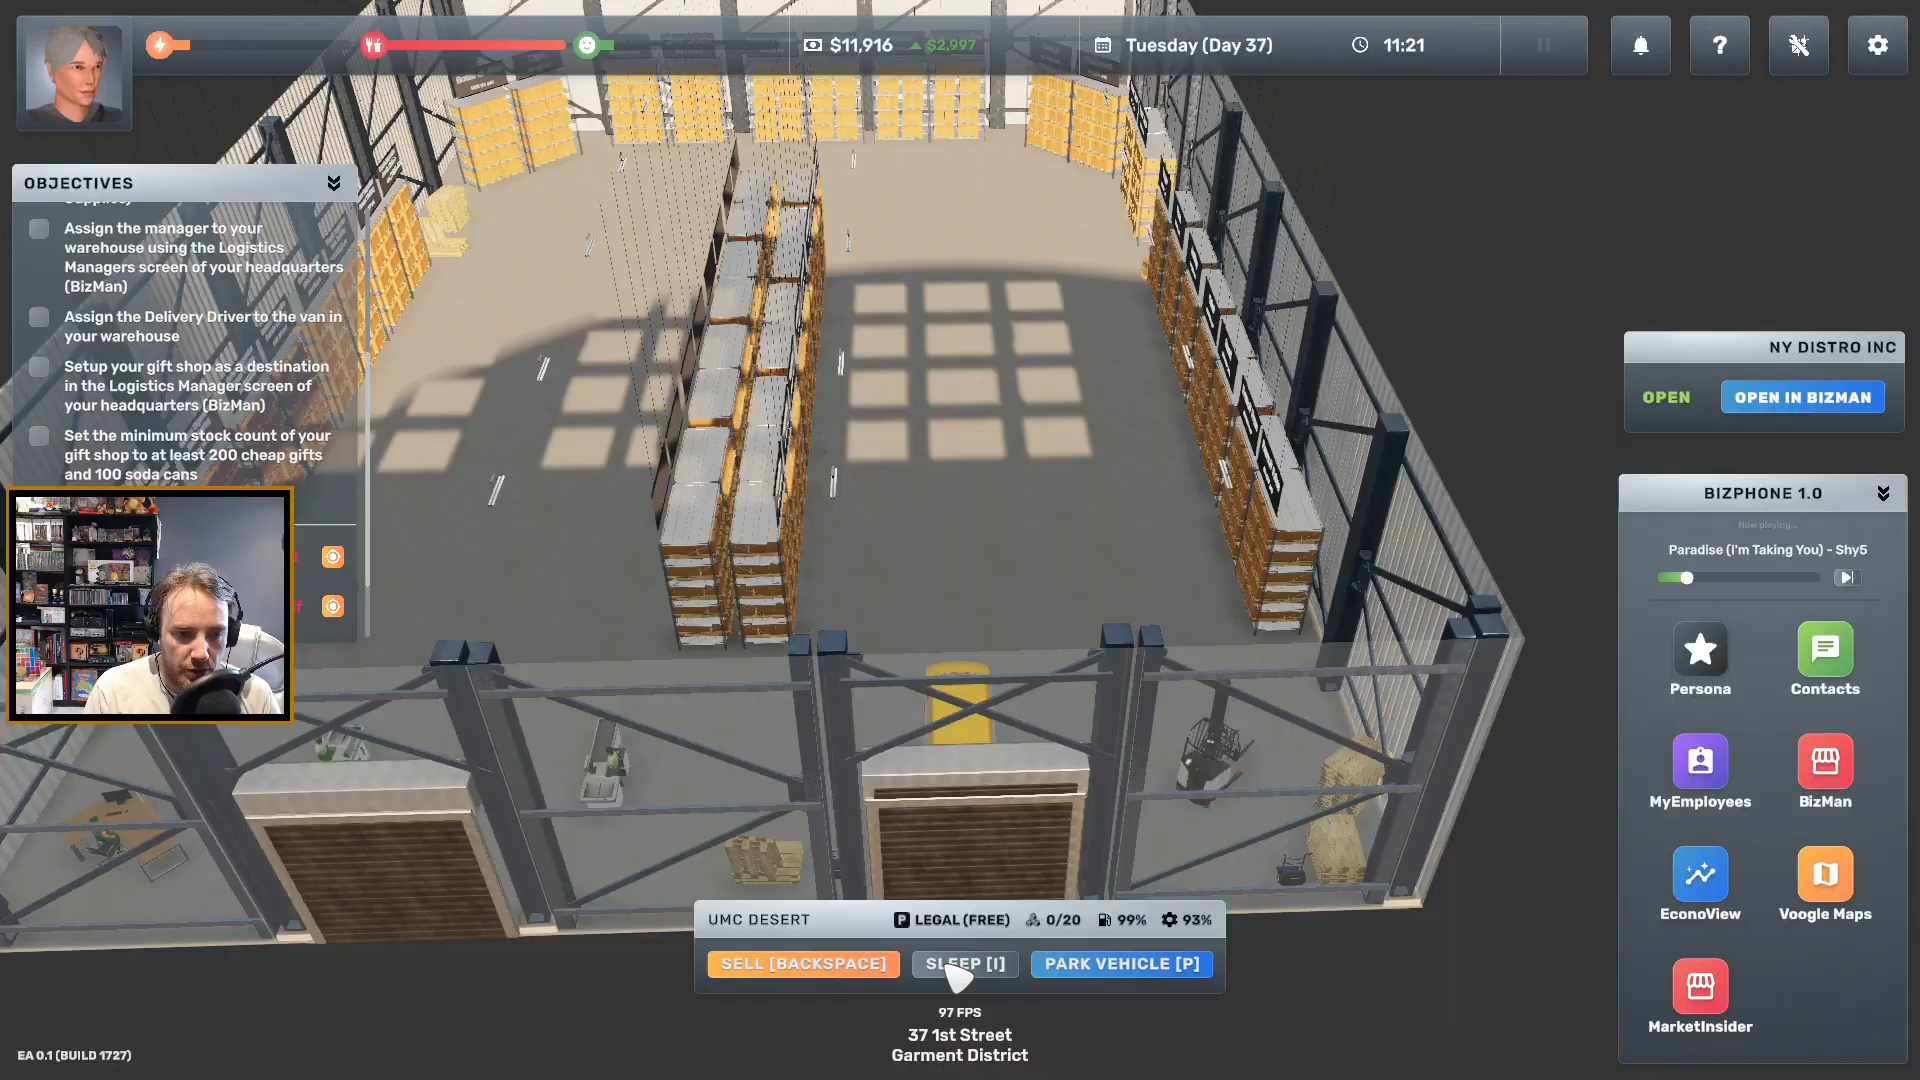 $11,916
$2,997
Tuesday (Day 37)
11:21
OBJECTIVES
Assign the manager to your
warehouse using the Logistics
Managers screen of your headquarters
(BizMan)
Assign the Delivery Driver to the van in
your warehouse
Setup your gift shop as a destination
in the Logistics Manager screen of
your headquarters (BizMan)
Set the minimum stock count of your
gift shop to at least 200 cheap gifts
and 100 soda cans
NY DISTRO INC
OPEN
OPEN IN BIZMAN
BIZPHONE 1.0
Now playing...
Paradise (I'm Taking You) - Shy5
Persona
Contacts
MyEmployees
BizMan
EconoView
Voogle Maps
MarketInsider
UMC DESERT
P LEGAL (FREE)
0/20
99%
93%
SELL [BACKSPACE]
SLEEP [I]
PARK VEHICLE [P]
97 FPS
37 1st Street
Garment District
EA 0.1 (BUILD 1727)